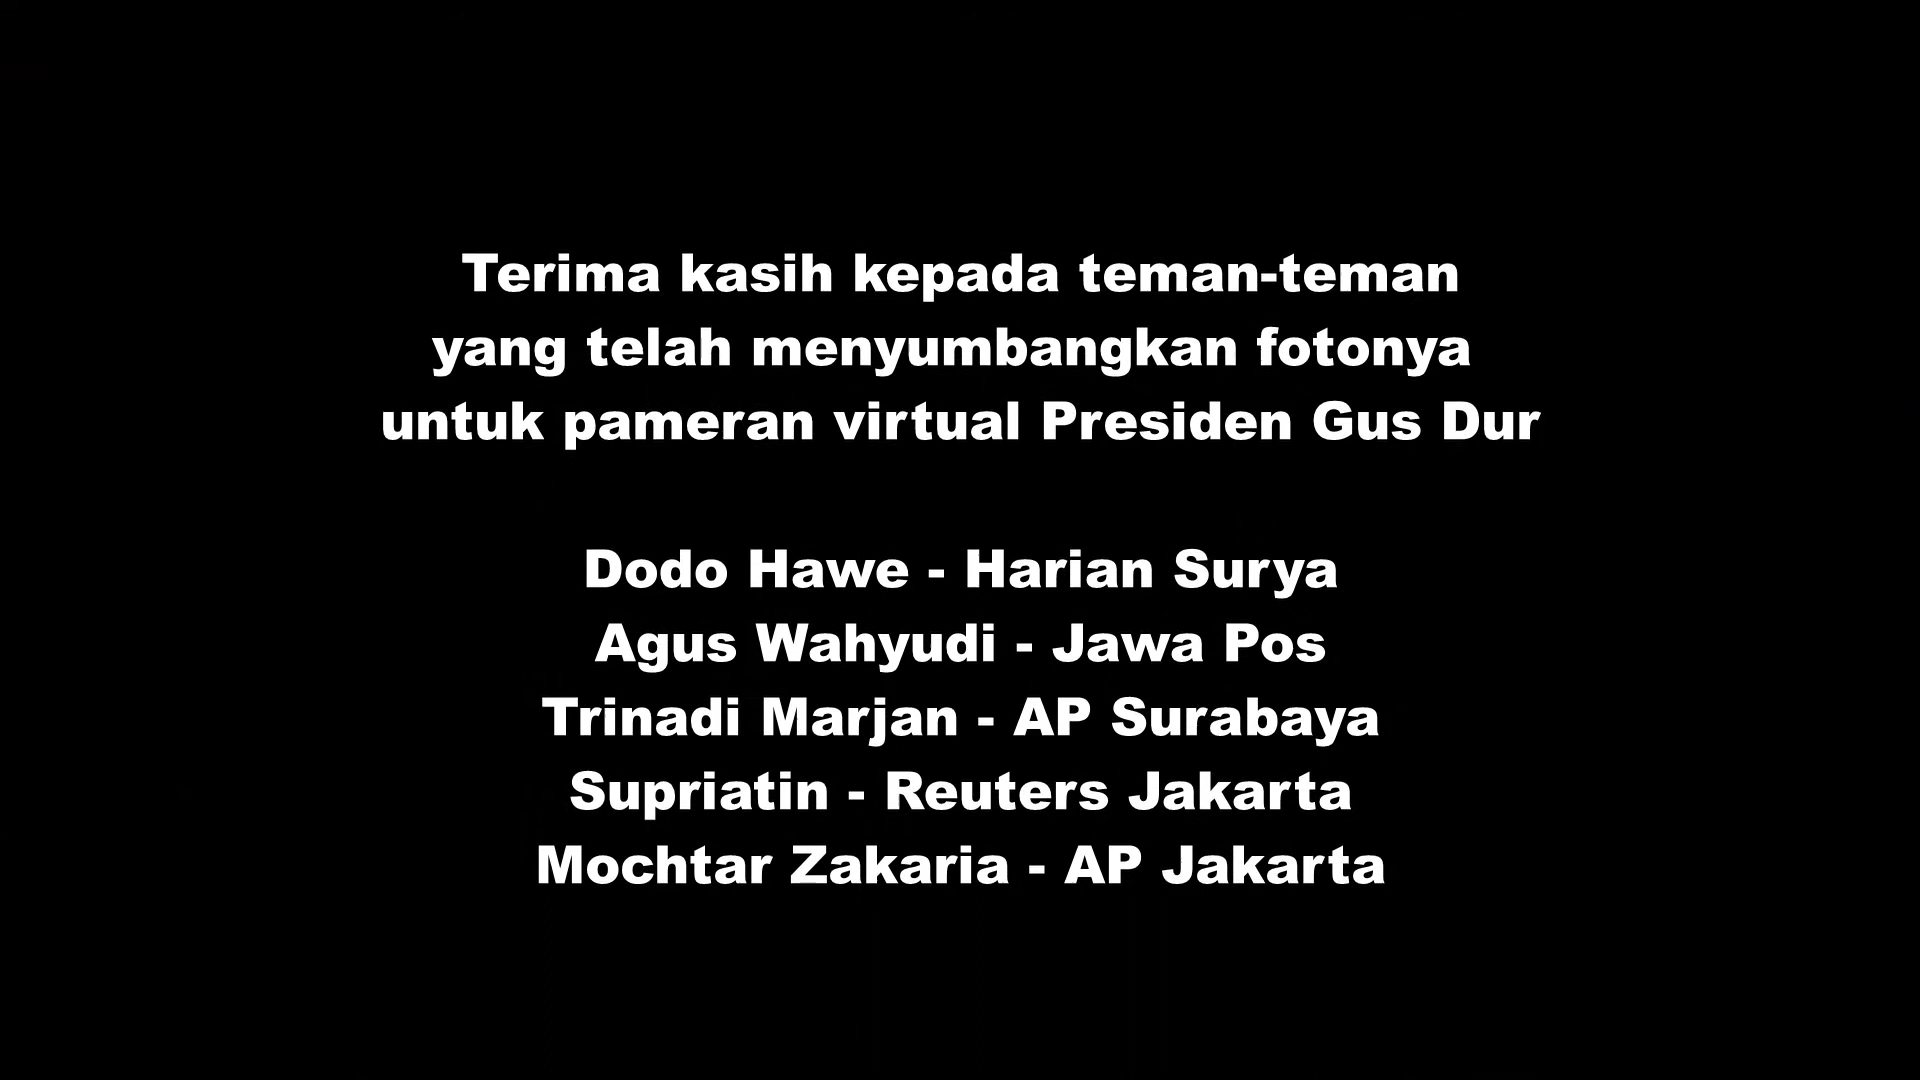 Terima kasih kepada teman-teman
yang telah menyumbangkan fotonya
untuk pameran virtual Presiden Gus Dur
Dodo Hawe - Harian Surya
Agus Wahyudi - Jawa Pos
Trinadi Marjan - AP Surabaya
Supriatin - Reuters Jakarta
Mochtar Zakaria - AP Jakarta